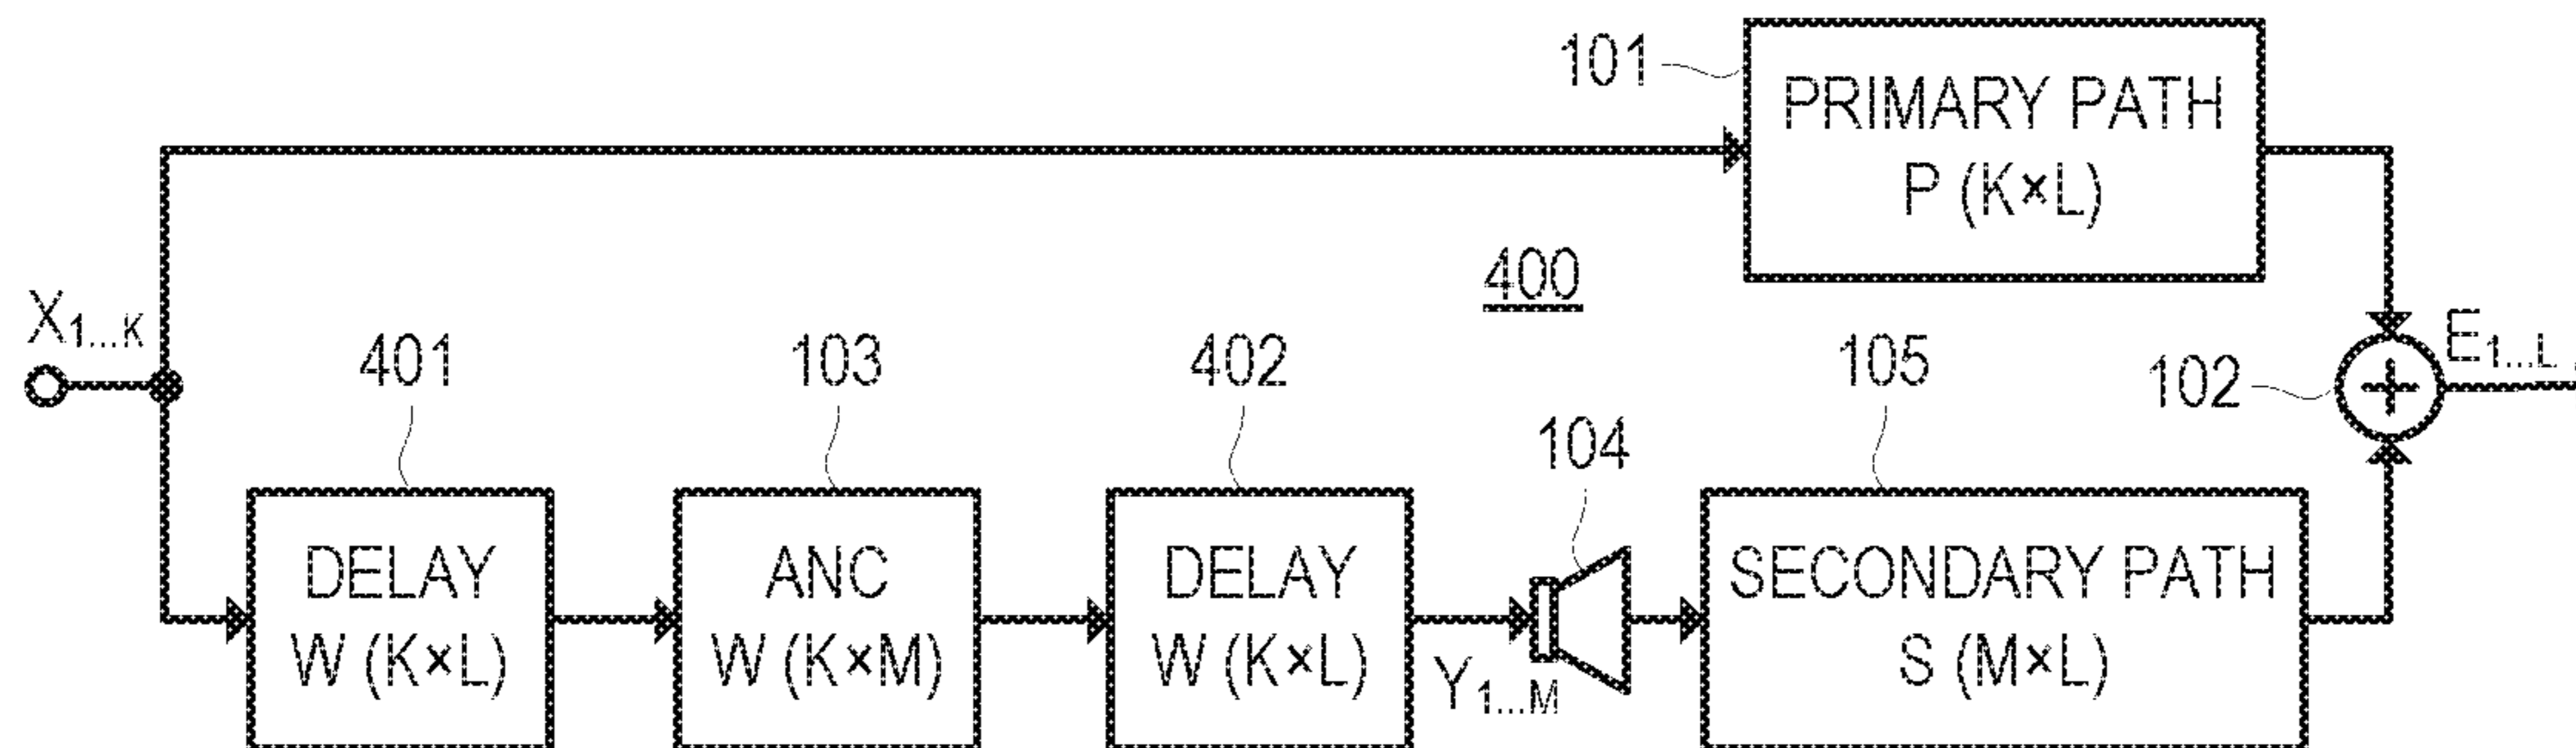 101
PRIMARY PATH
P (K×L)
400
X1...K
401
103
402
104
105
102
E1...L
DELAY
W (K×L)
ANC
W (K×M)
DELAY
W (K×L)
Y1...M
SECONDARY PATH
S (M×L)